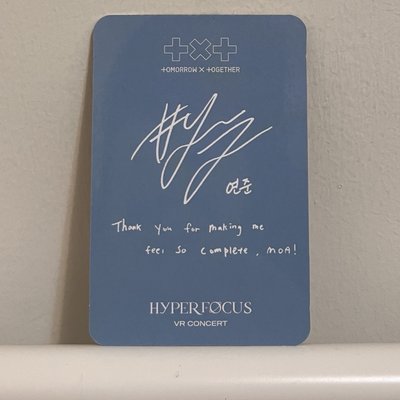 TOMORROW X TOGETHER
연준
Thank you for making me
feel so complete, MOA!
HYPERFOCUS
VR CONCERT